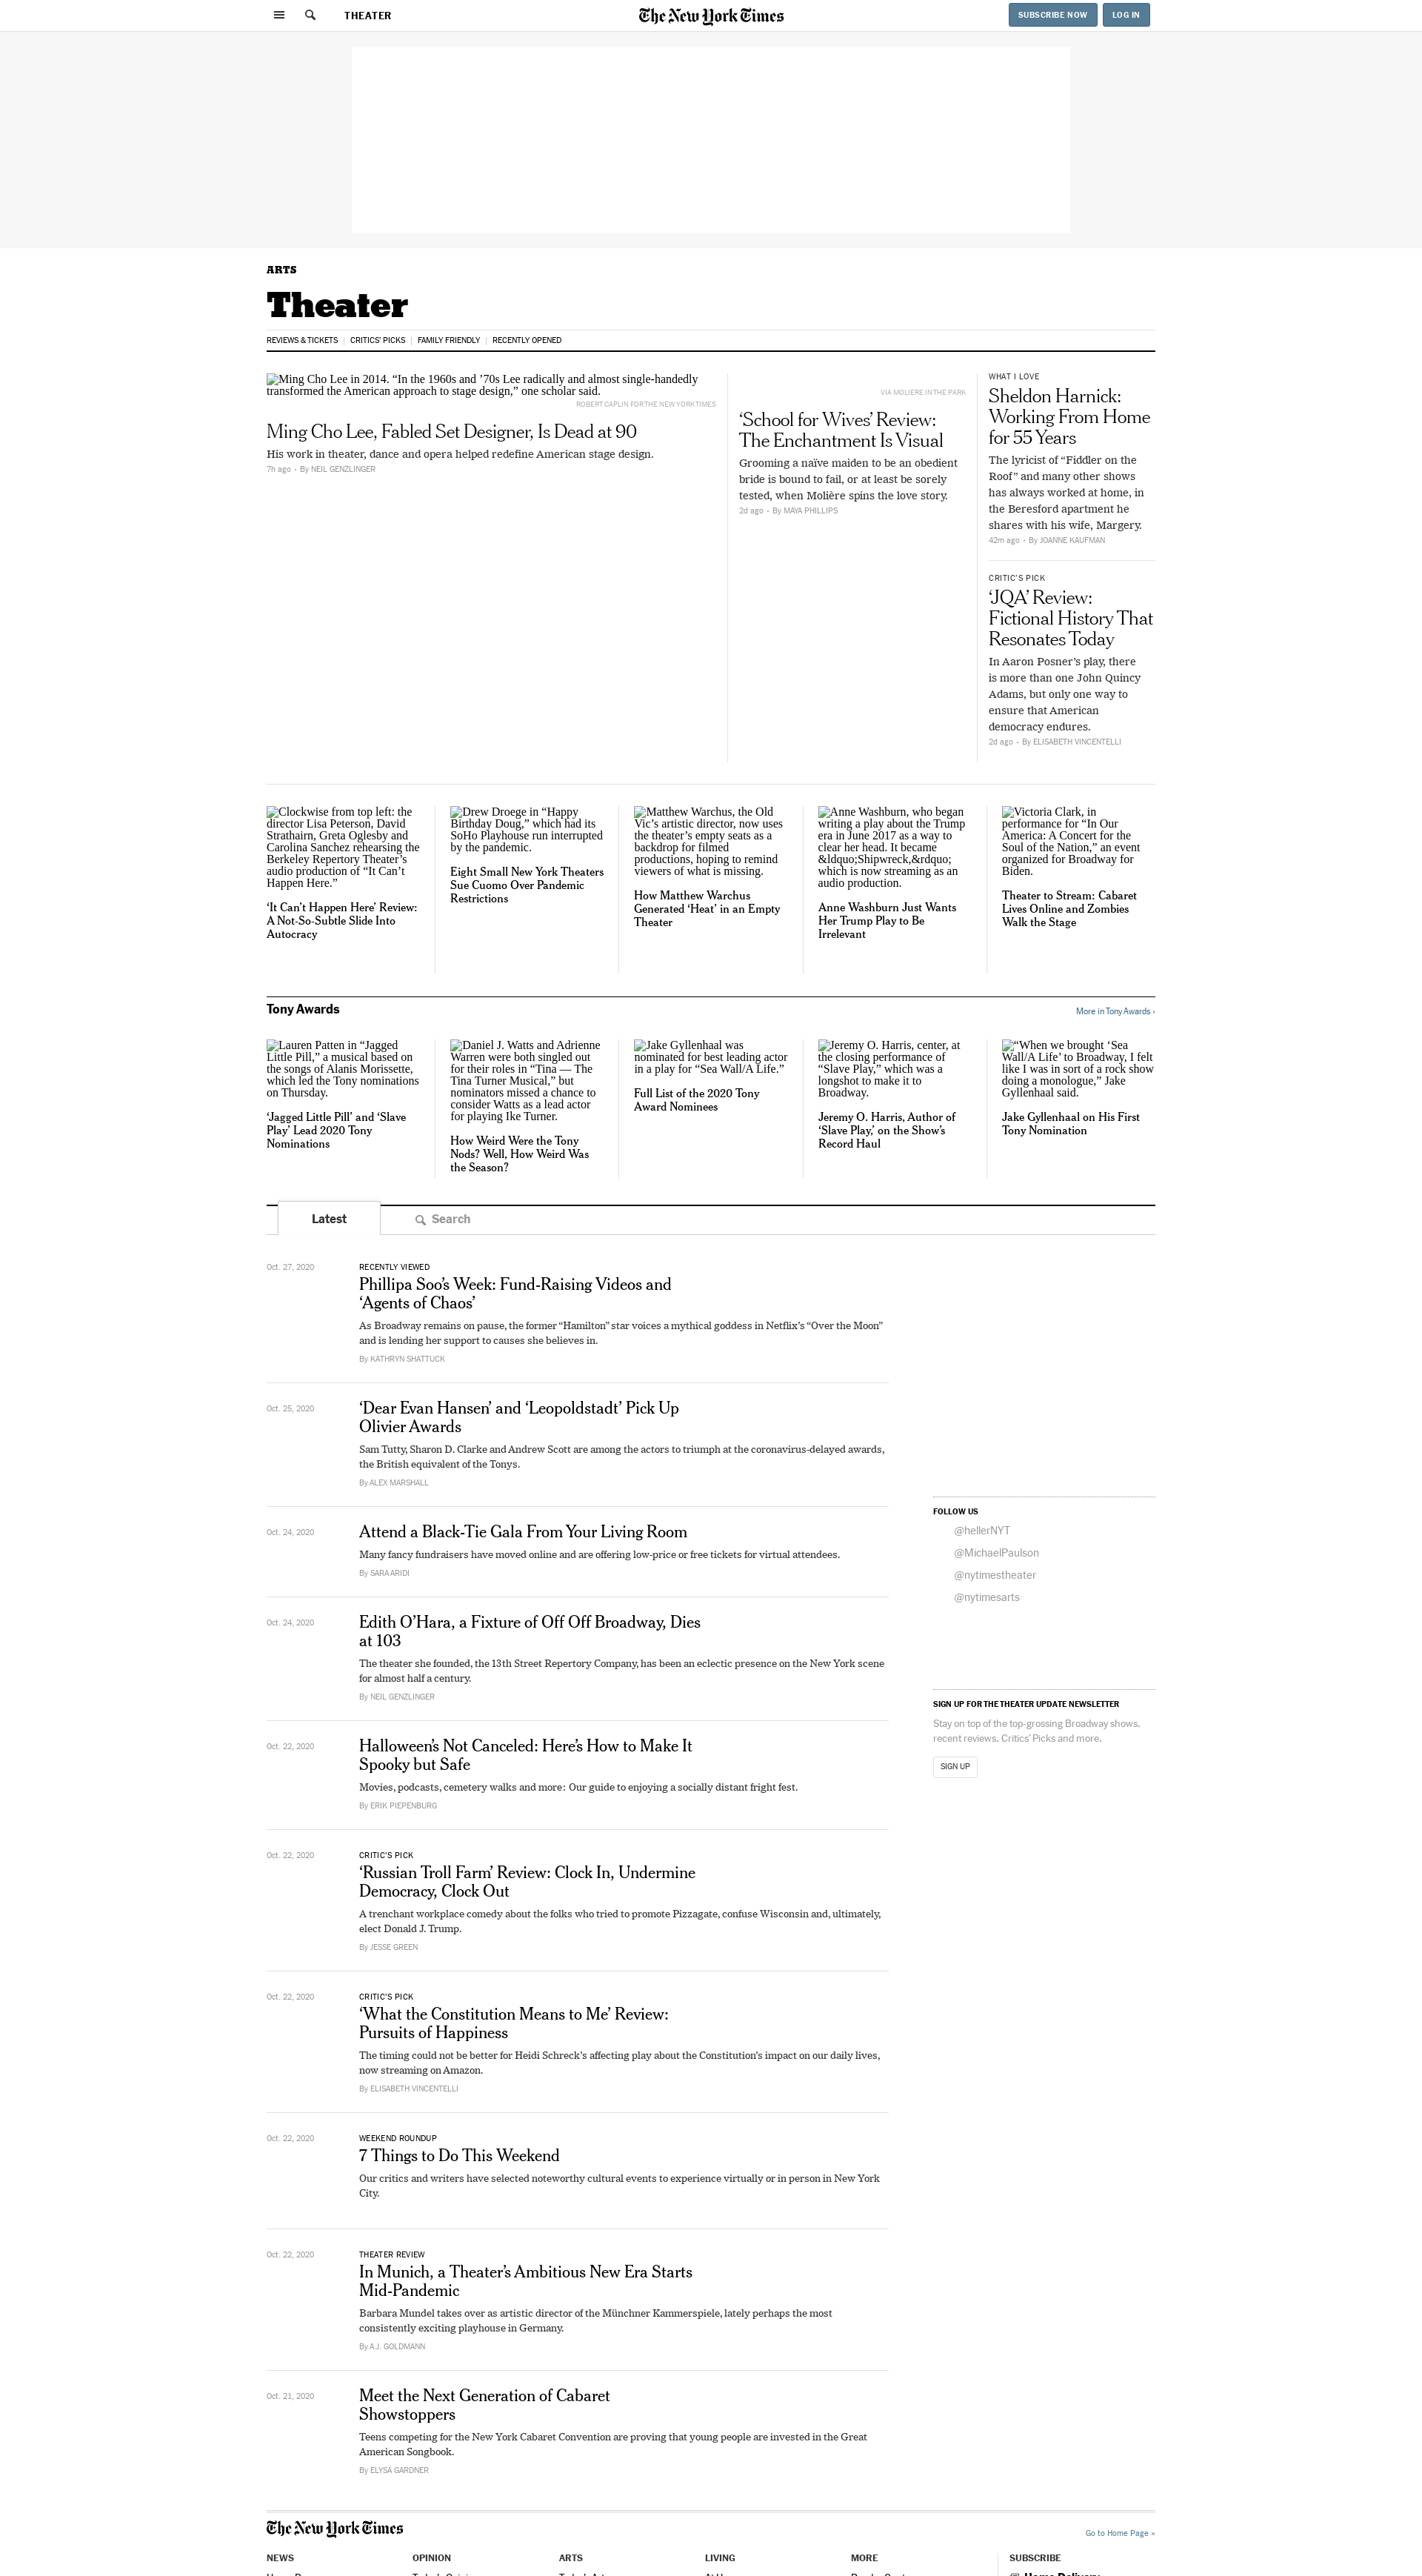 THEATER
The New York Times
SUBSCRIBE NOW
LOG IN
ARTS
Theater
REVIEWS & TICKETS
CRITICS' PICKS
FAMILY FRIENDLY
RECENTLY OPENED
Ming Cho Lee in 2014. “In the 1960s and ’70s Lee radically and almost single-handedly
transformed the American approach to stage design,” one scholar said.
ROBERT CAPLIN FOR THE NEW YORK TIMES
Ming Cho Lee, Fabled Set Designer, Is Dead at 90
His work in theater, dance and opera helped redefine American stage design.
7h ago • By NEIL GENZLINGER
VIA MOLIERE IN THE PARK
‘School for Wives’ Review:
The Enchantment Is Visual
Grooming a naïve maiden to be an obedient
bride is bound to fail, or at least be sorely
tested, when Molière spins the love story.
2d ago • By MAYA PHILLIPS
WHAT I LOVE
Sheldon Harnick:
Working From Home
for 55 Years
The lyricist of “Fiddler on the
Roof” and many other shows
has always worked at home, in
the Beresford apartment he
shares with his wife, Margery.
42m ago • By JOANNE KAUFMAN
CRITIC’S PICK
‘JQA’ Review:
Fictional History That
Resonates Today
In Aaron Posner’s play, there
is more than one John Quincy
Adams, but only one way to
ensure that American
democracy endures.
2d ago • By ELISABETH VINCENTELLI
Clockwise from top left: the
director Lisa Peterson, David
Strathairn, Greta Oglesby and
Carolina Sanchez rehearsing the
Berkeley Repertory Theater’s
audio production of “It Can’t
Happen Here.”
‘It Can’t Happen Here’ Review:
A Not-So-Subtle Slide Into
Autocracy
Drew Droege in “Happy
Birthday Doug,” which had its
SoHo Playhouse run interrupted
by the pandemic.
Eight Small New York Theaters
Sue Cuomo Over Pandemic
Restrictions
Matthew Warchus, the Old
Vic’s artistic director, now uses
the theater’s empty seats as a
backdrop for filmed
productions, hoping to remind
viewers of what is missing.
How Matthew Warchus
Generated ‘Heat’ in an Empty
Theater
Anne Washburn, who began
writing a play about the Trump
era in June 2017 as a way to
clear her head. It became
&ldquo;Shipwreck,&rdquo;
which is now streaming as an
audio production.
Anne Washburn Just Wants
Her Trump Play to Be
Irrelevant
Victoria Clark, in
performance for “In Our
America: A Concert for the
Soul of the Nation,” an event
organized for Broadway for
Biden.
Theater to Stream: Cabaret
Lives Online and Zombies
Walk the Stage
Tony Awards
More in Tony Awards ›
Lauren Patten in “Jagged
Little Pill,” a musical based on
the songs of Alanis Morissette,
which led the Tony nominations
on Thursday.
‘Jagged Little Pill’ and ‘Slave
Play’ Lead 2020 Tony
Nominations
Daniel J. Watts and Adrienne
Warren were both singled out
for their roles in “Tina — The
Tina Turner Musical,” but
nominators missed a chance to
consider Watts as a lead actor
for playing Ike Turner.
How Weird Were the Tony
Nods? Well, How Weird Was
the Season?
Jake Gyllenhaal was
nominated for best leading actor
in a play for “Sea Wall/A Life.”
Full List of the 2020 Tony
Award Nominees
Jeremy O. Harris, center, at
the closing performance of
“Slave Play,” which was a
longshot to make it to
Broadway.
Jeremy O. Harris, Author of
‘Slave Play,’ on the Show’s
Record Haul
“When we brought ‘Sea
Wall/A Life’ to Broadway, I felt
like I was in sort of a rock show
doing a monologue,” Jake
Gyllenhaal said.
Jake Gyllenhaal on His First
Tony Nomination
Latest
Search
Oct. 27, 2020
RECENTLY VIEWED
Phillipa Soo’s Week: Fund-Raising Videos and
‘Agents of Chaos’
As Broadway remains on pause, the former “Hamilton” star voices a mythical goddess in Netflix’s “Over the Moon”
and is lending her support to causes she believes in.
By KATHRYN SHATTUCK
Oct. 25, 2020
‘Dear Evan Hansen’ and ‘Leopoldstadt’ Pick Up
Olivier Awards
Sam Tutty, Sharon D. Clarke and Andrew Scott are among the actors to triumph at the coronavirus-delayed awards,
the British equivalent of the Tonys.
By ALEX MARSHALL
Oct. 24, 2020
Attend a Black-Tie Gala From Your Living Room
Many fancy fundraisers have moved online and are offering low-price or free tickets for virtual attendees.
By SARA ARIDI
Oct. 24, 2020
Edith O’Hara, a Fixture of Off Off Broadway, Dies
at 103
The theater she founded, the 13th Street Repertory Company, has been an eclectic presence on the New York scene
for almost half a century.
By NEIL GENZLINGER
Oct. 22, 2020
Halloween’s Not Canceled: Here’s How to Make It
Spooky but Safe
Movies, podcasts, cemetery walks and more: Our guide to enjoying a socially distant fright fest.
By ERIK PIEPENBURG
Oct. 22, 2020
CRITIC’S PICK
‘Russian Troll Farm’ Review: Clock In, Undermine
Democracy, Clock Out
A trenchant workplace comedy about the folks who tried to promote Pizzagate, confuse Wisconsin and, ultimately,
elect Donald J. Trump.
By JESSE GREEN
Oct. 22, 2020
CRITIC’S PICK
‘What the Constitution Means to Me’ Review:
Pursuits of Happiness
The timing could not be better for Heidi Schreck’s affecting play about the Constitution’s impact on our daily lives,
now streaming on Amazon.
By ELISABETH VINCENTELLI
Oct. 22, 2020
WEEKEND ROUNDUP
7 Things to Do This Weekend
Our critics and writers have selected noteworthy cultural events to experience virtually or in person in New York
City.
Oct. 22, 2020
THEATER REVIEW
In Munich, a Theater’s Ambitious New Era Starts
Mid-Pandemic
Barbara Mundel takes over as artistic director of the Münchner Kammerspiele, lately perhaps the most
consistently exciting playhouse in Germany.
By A.J. GOLDMANN
Oct. 21, 2020
Meet the Next Generation of Cabaret
Showstoppers
Teens competing for the New York Cabaret Convention are proving that young people are invested in the Great
American Songbook.
By ELYSA GARDNER
FOLLOW US
@hellerNYT
@MichaelPaulson
@nytimestheater
@nytimesarts
SIGN UP FOR THE THEATER UPDATE NEWSLETTER
Stay on top of the top-grossing Broadway shows,
recent reviews, Critics’ Picks and more.
SIGN UP
The New York Times
Go to Home Page »
NEWS
OPINION
ARTS
LIVING
MORE
SUBSCRIBE